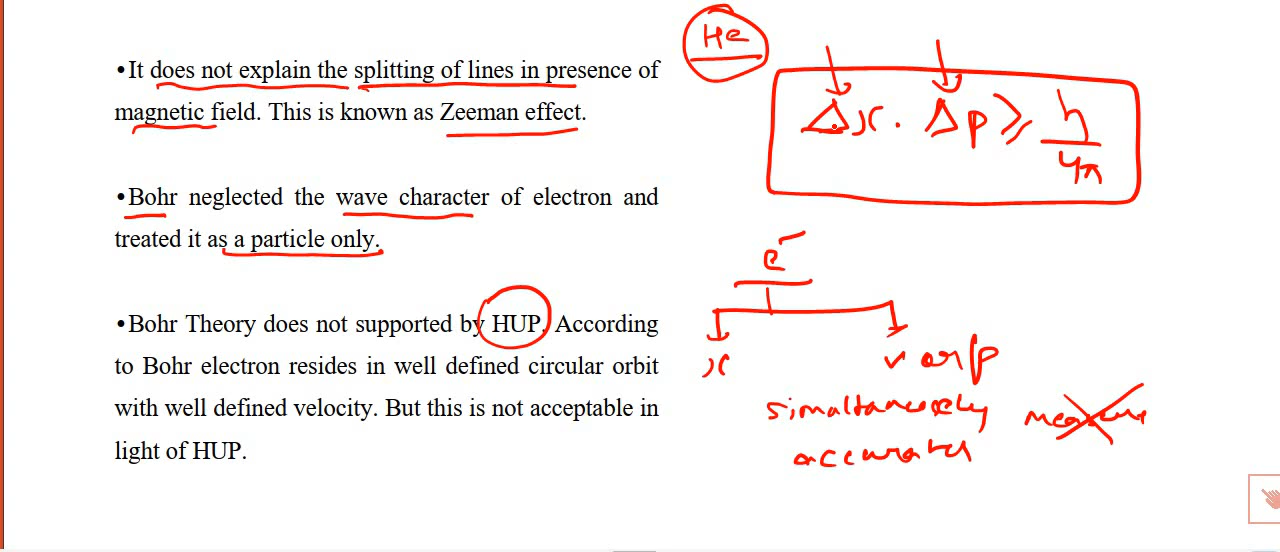 •It does not explain the splitting of lines in presence of
magnetic field. This is known as Zeeman effect.
•Bohr neglected the wave character of electron and
treated it as a particle only.
•Bohr Theory does not supported by HUP. According
to Bohr electron resides in well defined circular orbit
with well defined velocity. But this is not acceptable in
light of HUP.
He
Δx . Δp ≥ h/4π
e⁻
x
v or p
simultaneously
accurately
measure